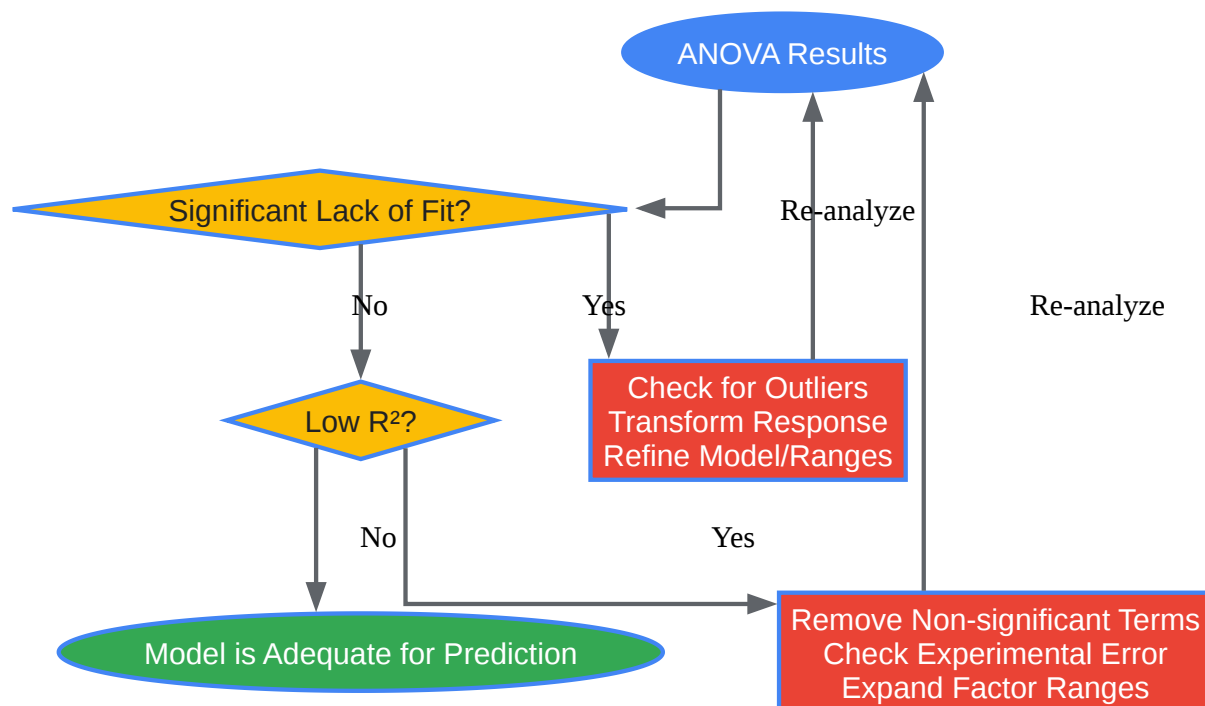 ANOVA Results
Significant Lack of Fit?
Re-analyze
No
Yes
Re-analyze
Check for Outliers
Transform Response
Refine Model/Ranges
Low R²?
No
Yes
Model is Adequate for Prediction
Remove Non-significant Terms
Check Experimental Error
Expand Factor Ranges